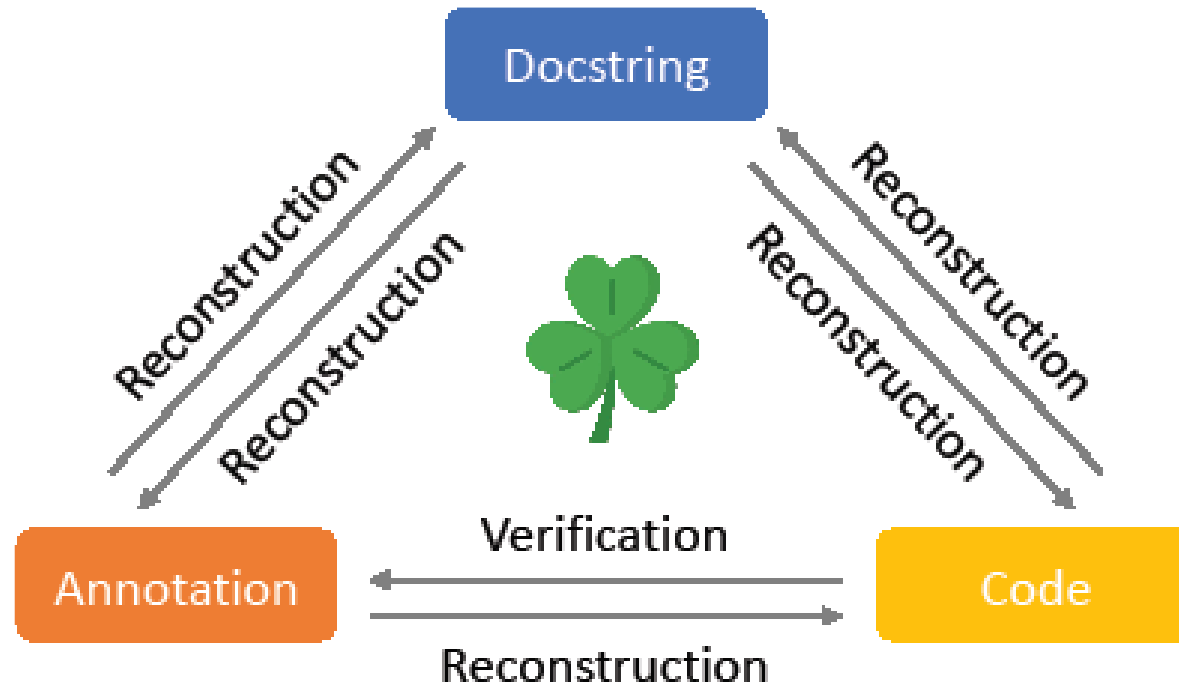 Docstring
Reconstruction
Reconstruction
Reconstruction
Reconstruction
Verification
Annotation
Code
Reconstruction